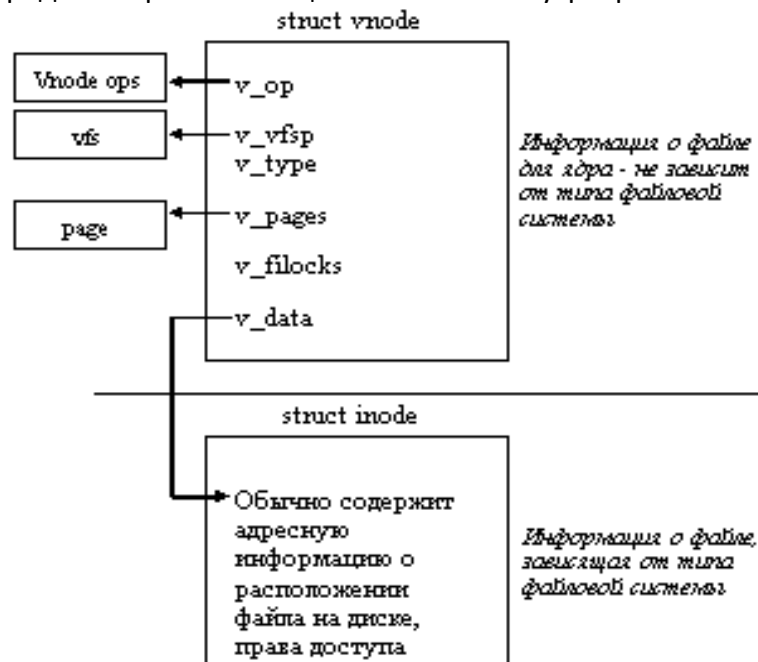 struct vnode
Vnode ops
v_op
vfs
v_vfsp
v_type
Информация о файле
для ядра - не зависит
от типа файловой
системы
page
v_pages
v_filocks
v_data
struct inode
Обычно содержит
адресную
информацию о
расположении
файла на диске,
права доступа
Информация о файле,
зависящая от типа
файловой системы